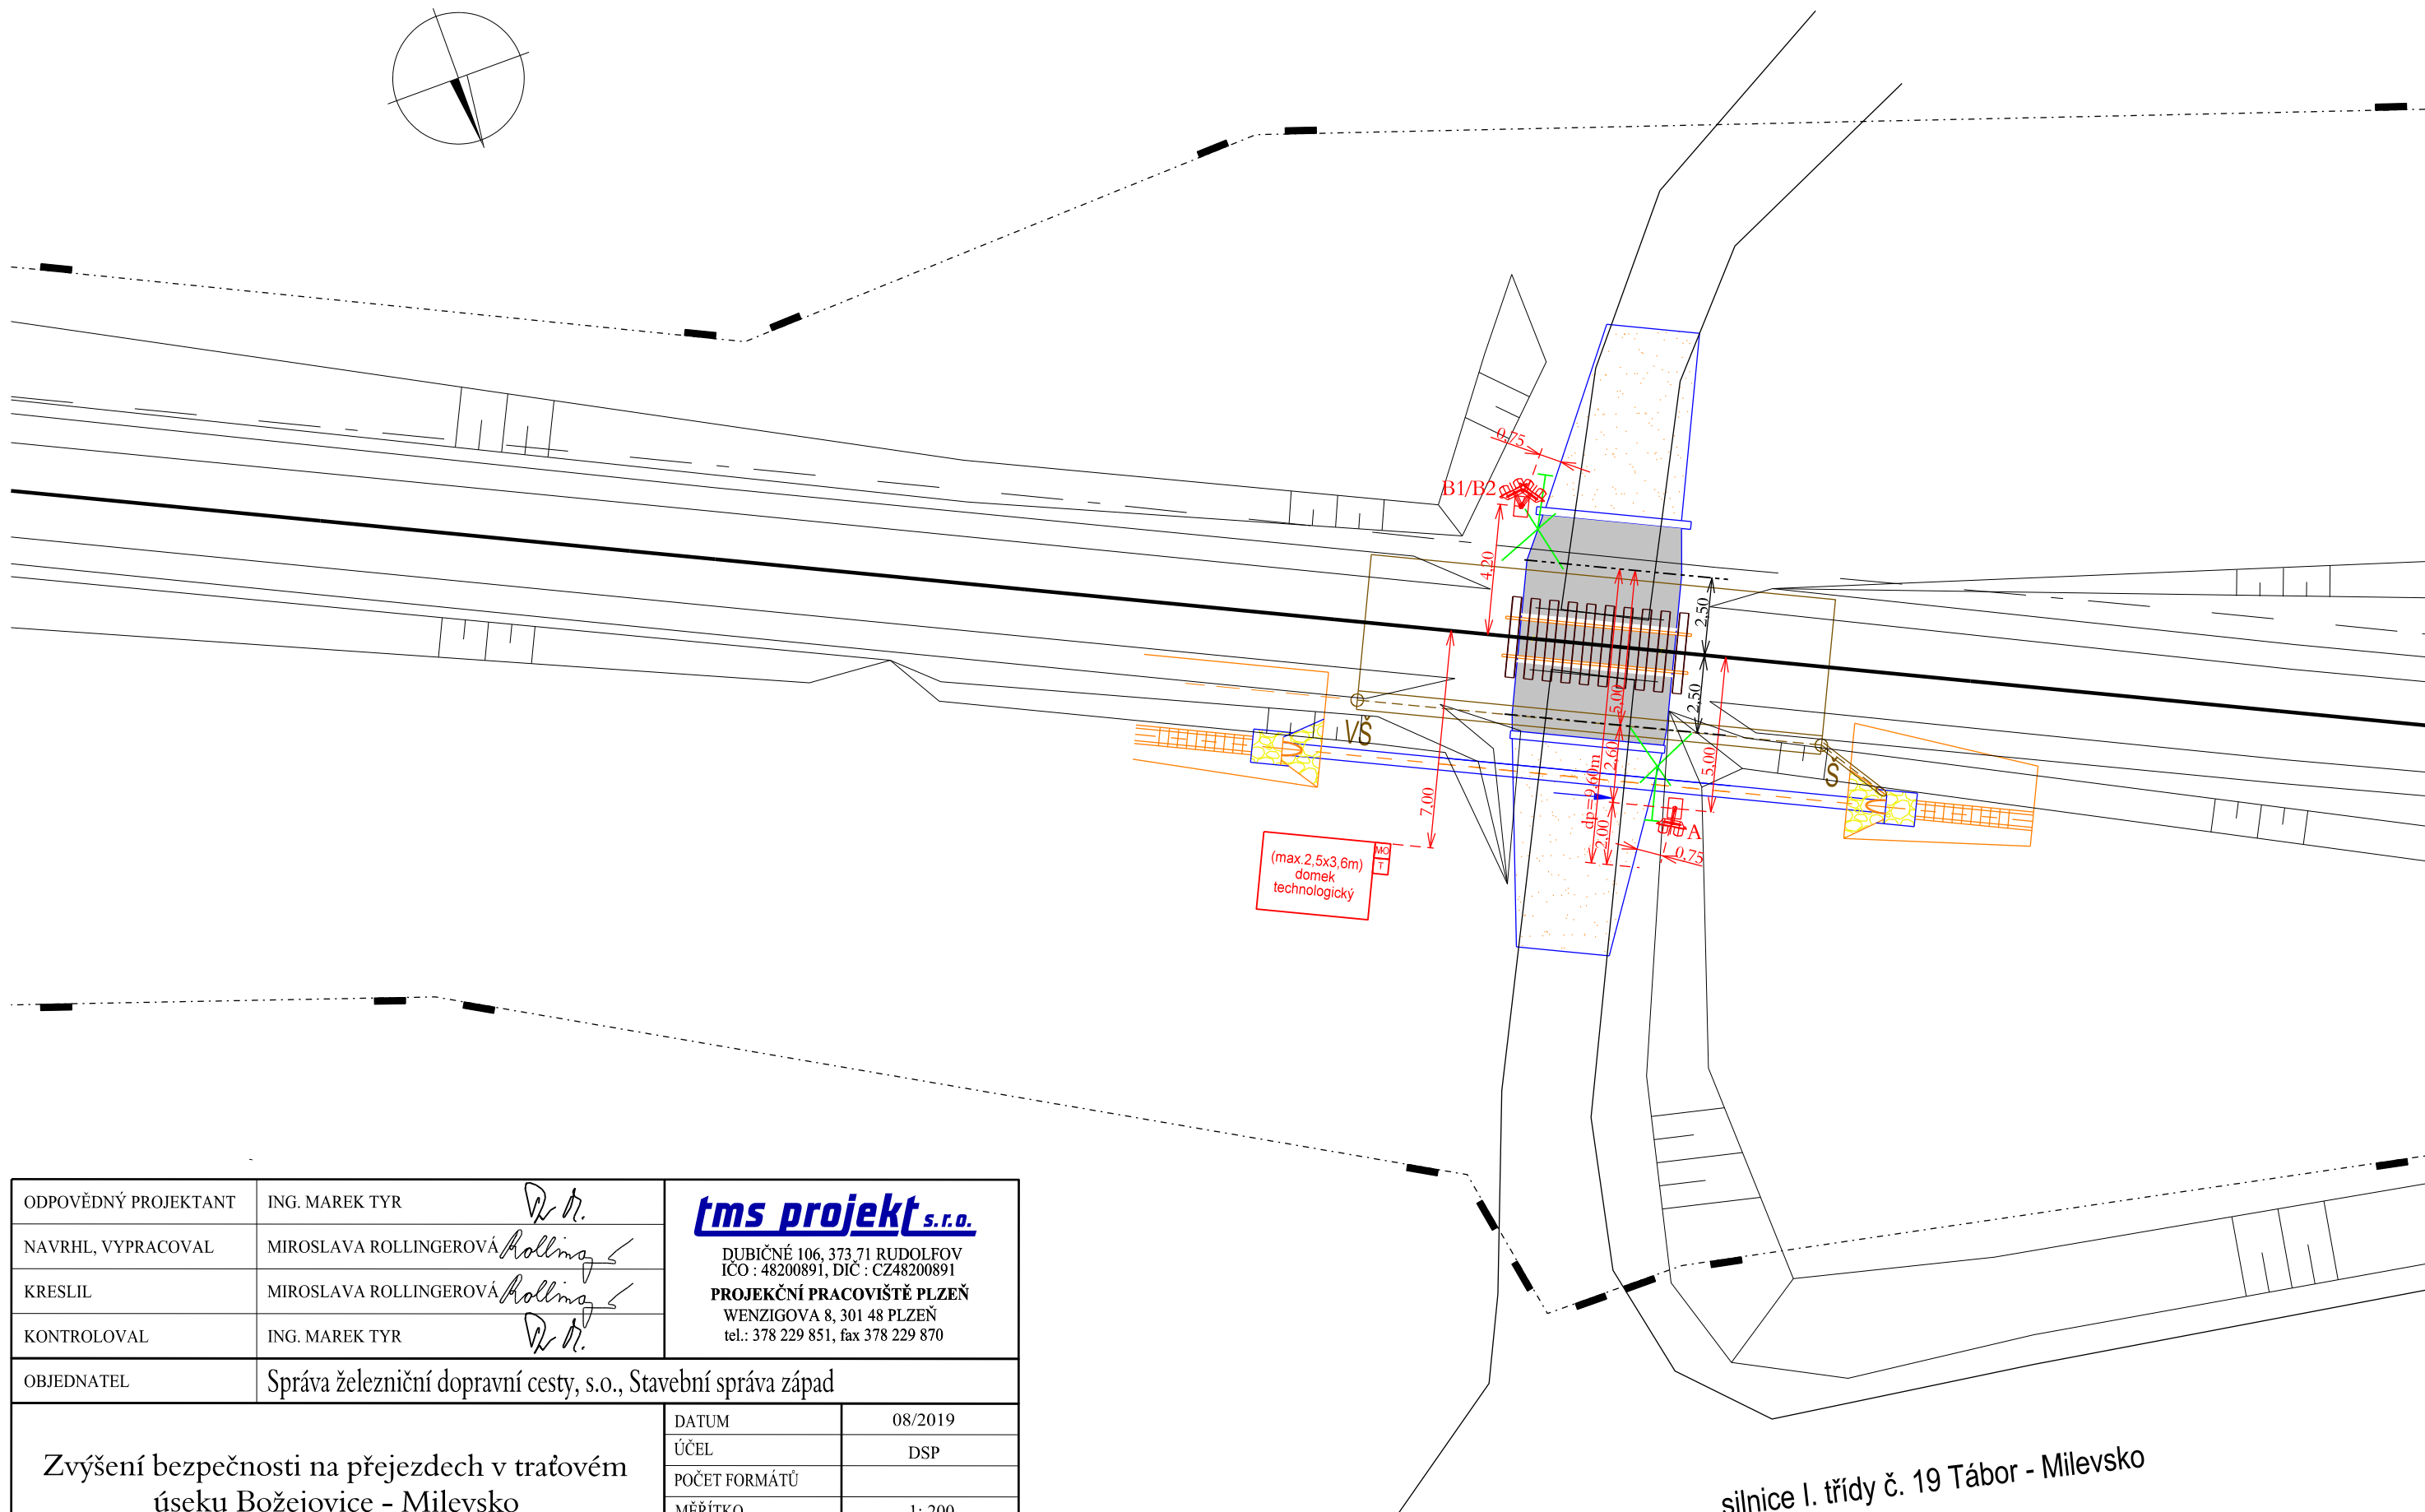 0,75
B1/B2
4,20
2,50
5,00
2,50
VŠ
2,60
5,00
Š
dp=9,60m
7,00
2,00
A
0,75
MO
T
(max.2,5x3,6m)
domek
technologický
ODPOVĚDNÝ PROJEKTANT ING. MAREK TYR
NAVRHL, VYPRACOVAL MIROSLAVA ROLLINGEROVÁ
KRESLIL MIROSLAVA ROLLINGEROVÁ
KONTROLOVAL ING. MAREK TYR
tms projekt s.r.o.
DUBIČNÉ 106, 373 71 RUDOLFOV
IČO : 48200891, DIČ : CZ48200891
PROJEKČNÍ PRACOVIŠTĚ PLZEŇ
WENZIGOVA 8, 301 48 PLZEŇ
tel.: 378 229 851, fax 378 229 870
OBJEDNATEL Správa železniční dopravní cesty, s.o., Stavební správa západ
Zvýšení bezpečnosti na přejezdech v traťovém
úseku Božejovice - Milevsko
DATUM 08/2019
ÚČEL DSP
POČET FORMÁTŮ
MĚŘÍTKO 1: 200
silnice I. třídy č. 19 Tábor - Milevsko